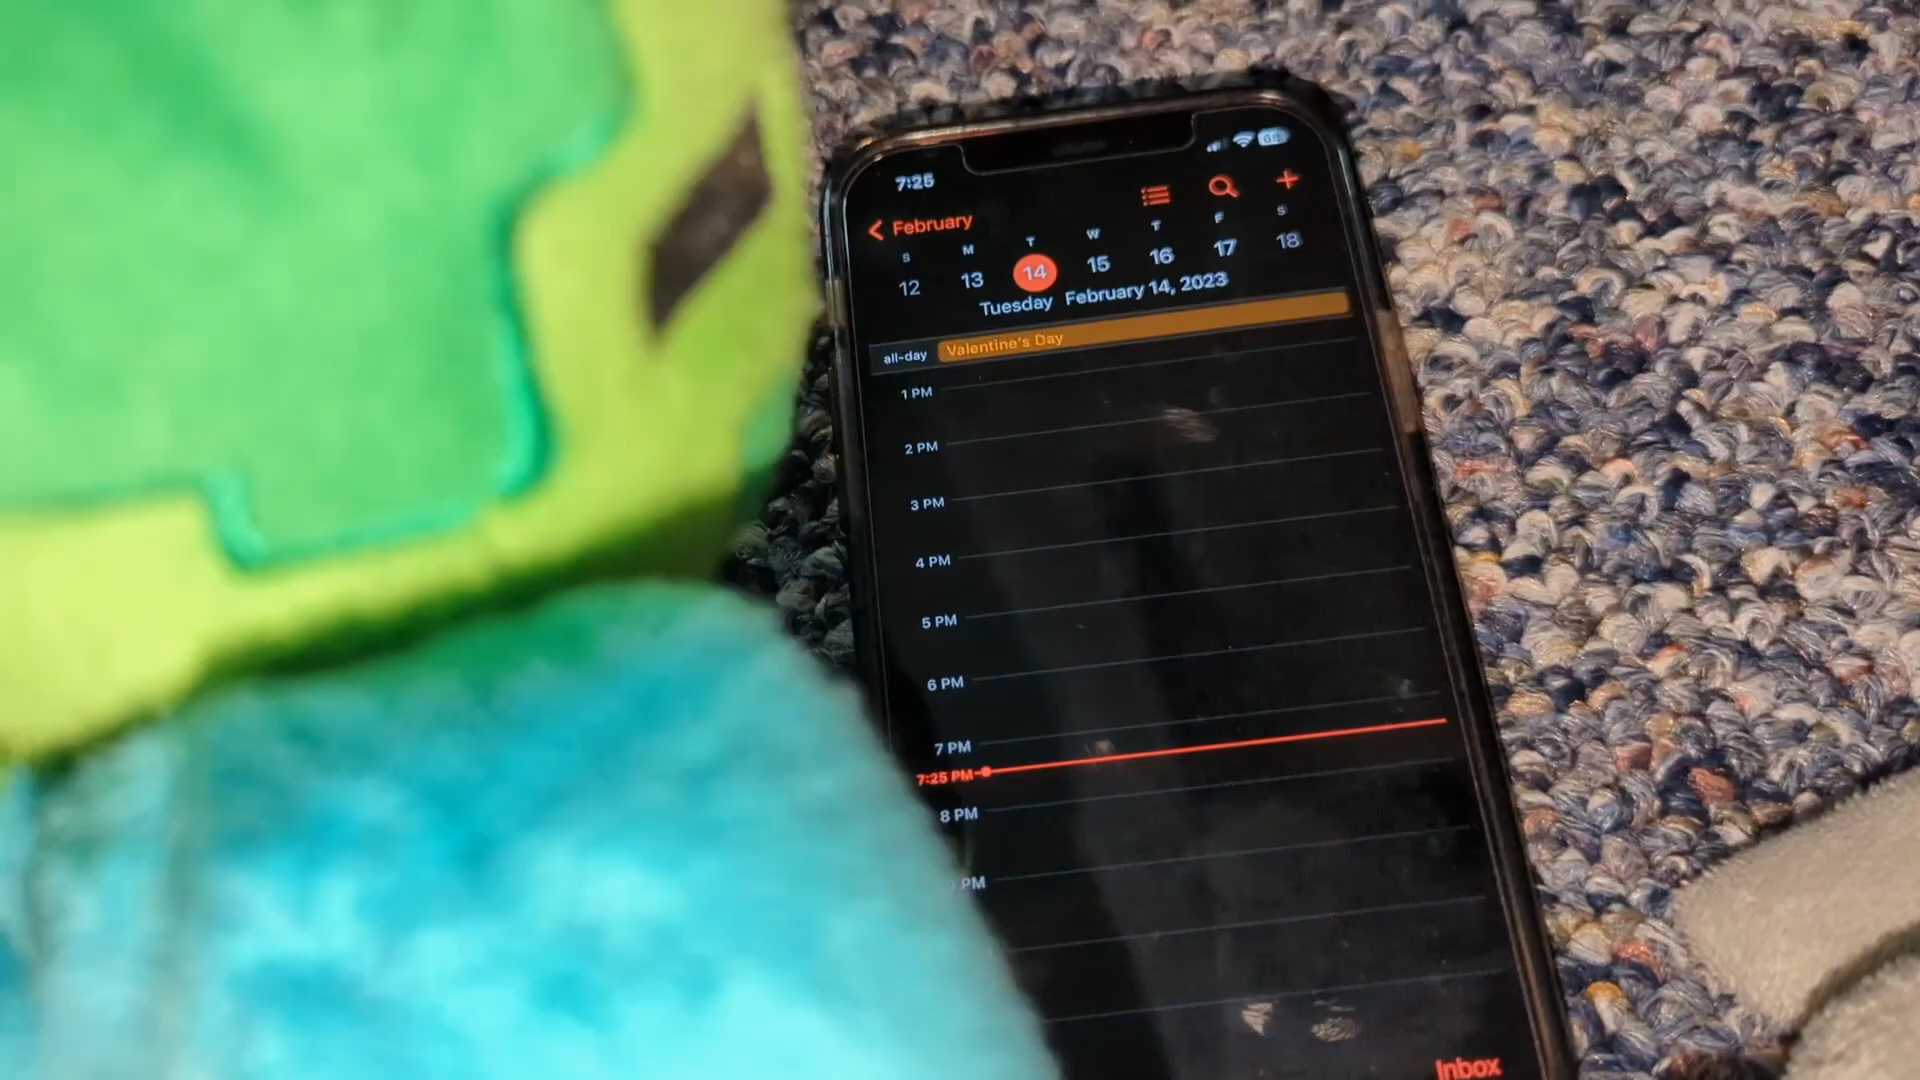 7:25
February
S M T W T F S
12 13 14 15 16 17 18
Tuesday February 14, 2023
all-day Valentine's Day
1 PM
2 PM
3 PM
4 PM
5 PM
6 PM
7 PM
7:25 PM
8 PM
PM
Inbox